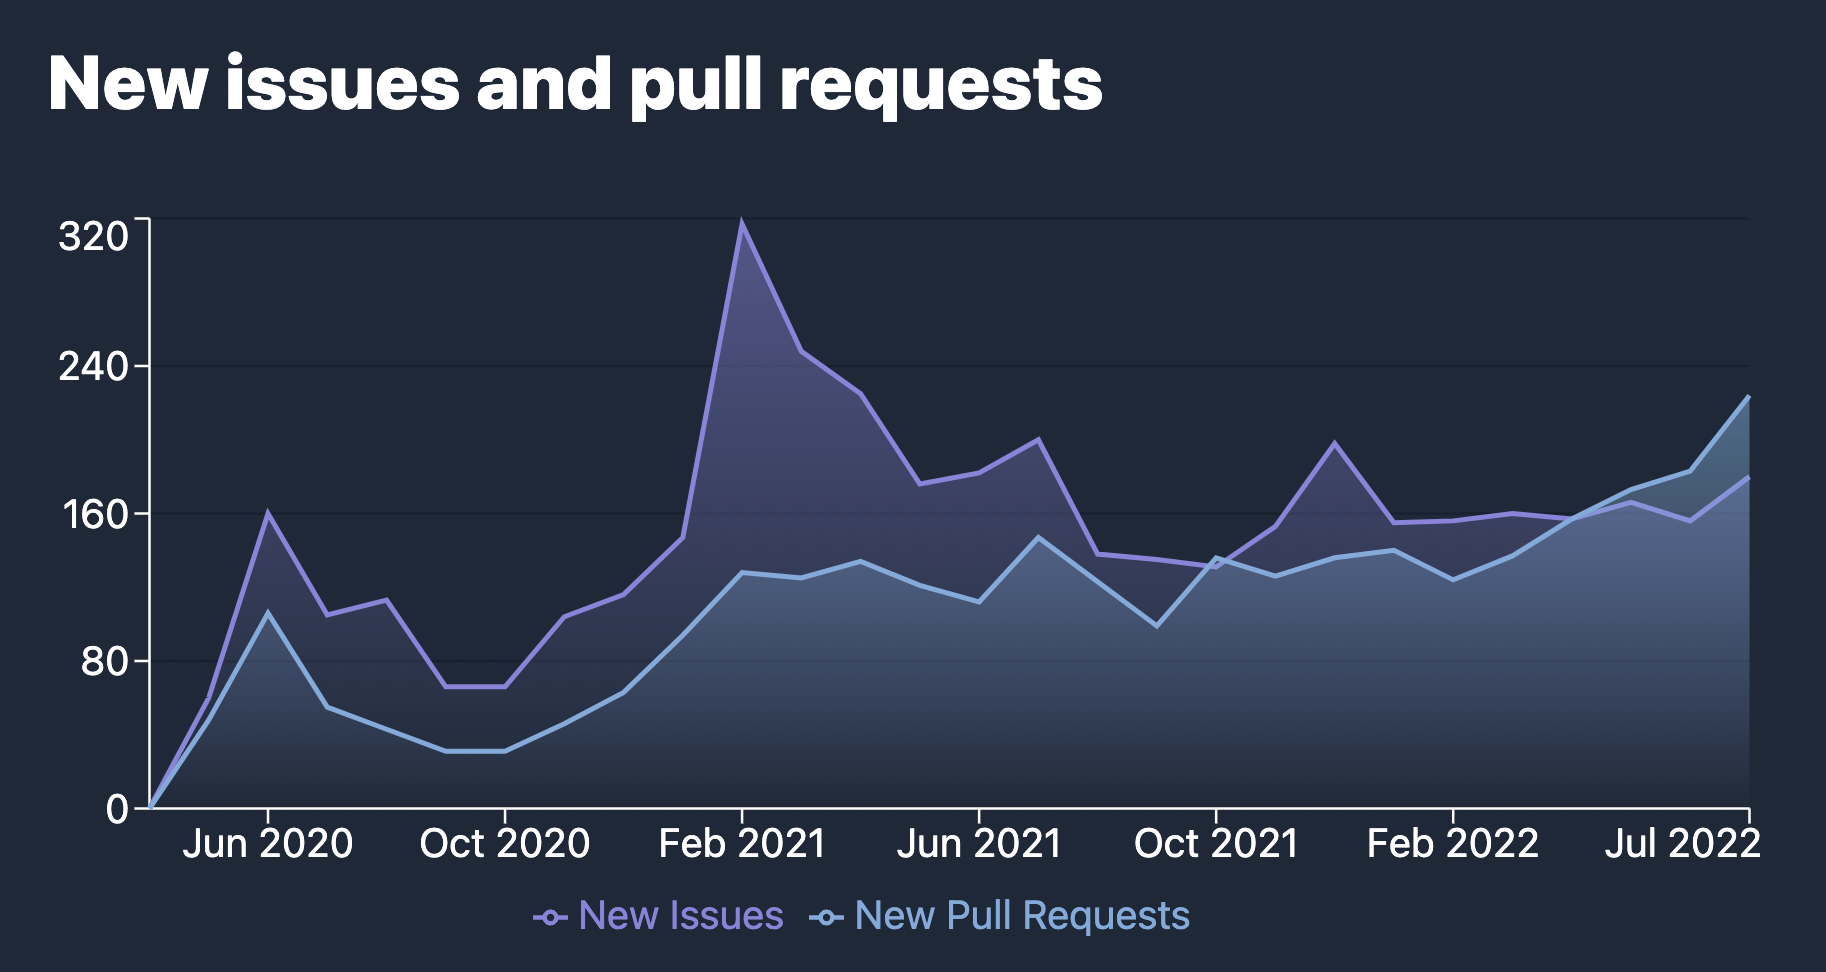 New issues and pull requests
320
240
160
80
0
Jun 2020 Oct 2020 Feb 2021 Jun 2021 Oct 2021 Feb 2022 Jul 2022
New Issues New Pull Requests